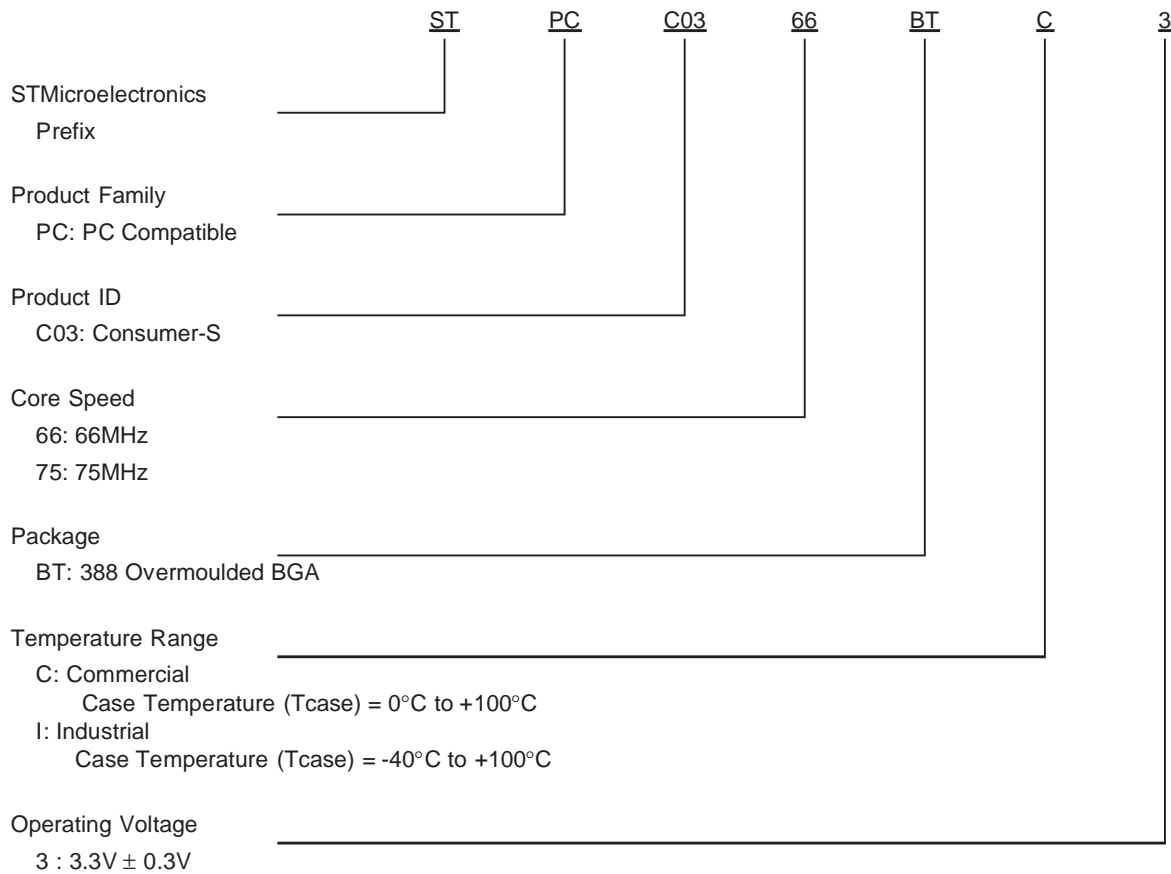 ST PC C03 66 BT C 3
STMicroelectronics
Prefix
Product Family
PC: PC Compatible
Product ID
C03: Consumer-S
Core Speed
66: 66MHz
75: 75MHz
Package
BT: 388 Overmoulded BGA
Temperature Range
C: Commercial
Case Temperature (Tcase) = 0°C to +100°C
I: Industrial
Case Temperature (Tcase) = -40°C to +100°C
Operating Voltage
3 : 3.3V ± 0.3V